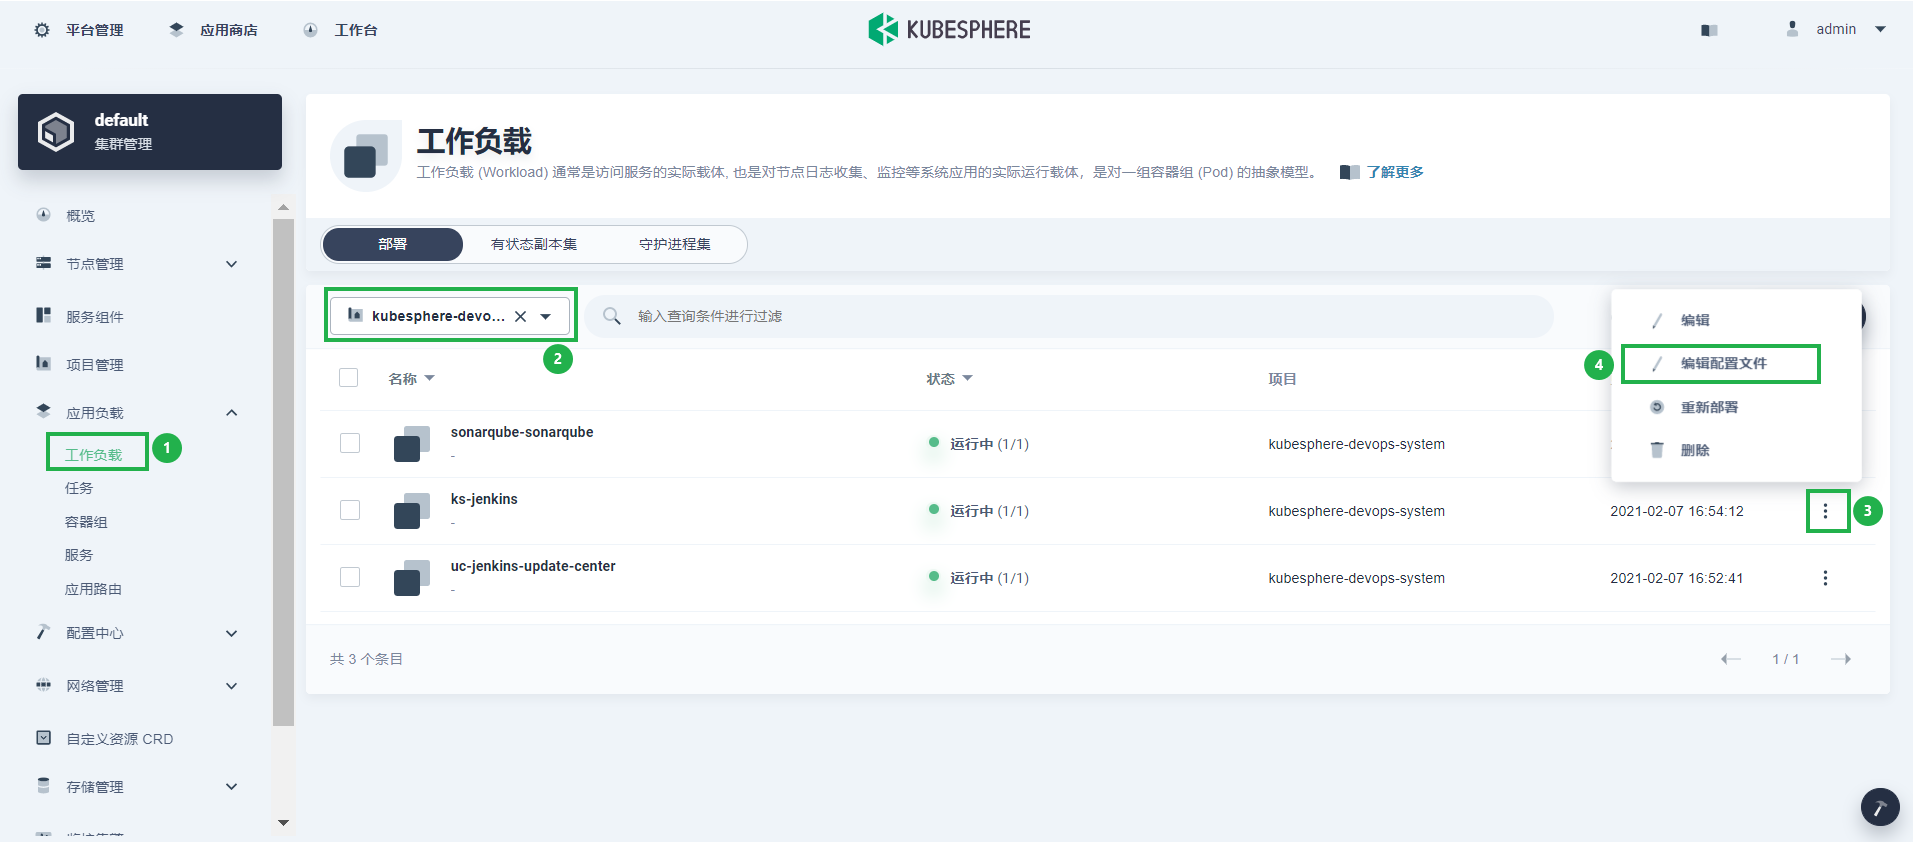 平台管理
应用商店
工作台
KUBESPHERE
admin
default
集群管理
概览
节点管理
服务组件
项目管理
应用负载
工作负载
1
任务
容器组
服务
应用路由
配置中心
网络管理
自定义资源 CRD
存储管理
工作负载
工作负载 (Workload) 通常是访问服务的实际载体, 也是对节点日志收集、监控等系统应用的实际运行载体，是对一组容器组 (Pod) 的抽象模型。
了解更多
部署
有状态副本集
守护进程集
kubesphere-devo...
2
输入查询条件进行过滤
编辑
4
编辑配置文件
重新部署
删除
名称
状态
项目
sonarqube-sonarqube
-
运行中 (1/1)
kubesphere-devops-system
ks-jenkins
-
运行中 (1/1)
kubesphere-devops-system
2021-02-07 16:54:12
3
uc-jenkins-update-center
-
运行中 (1/1)
kubesphere-devops-system
2021-02-07 16:52:41
共 3 个条目
1 / 1